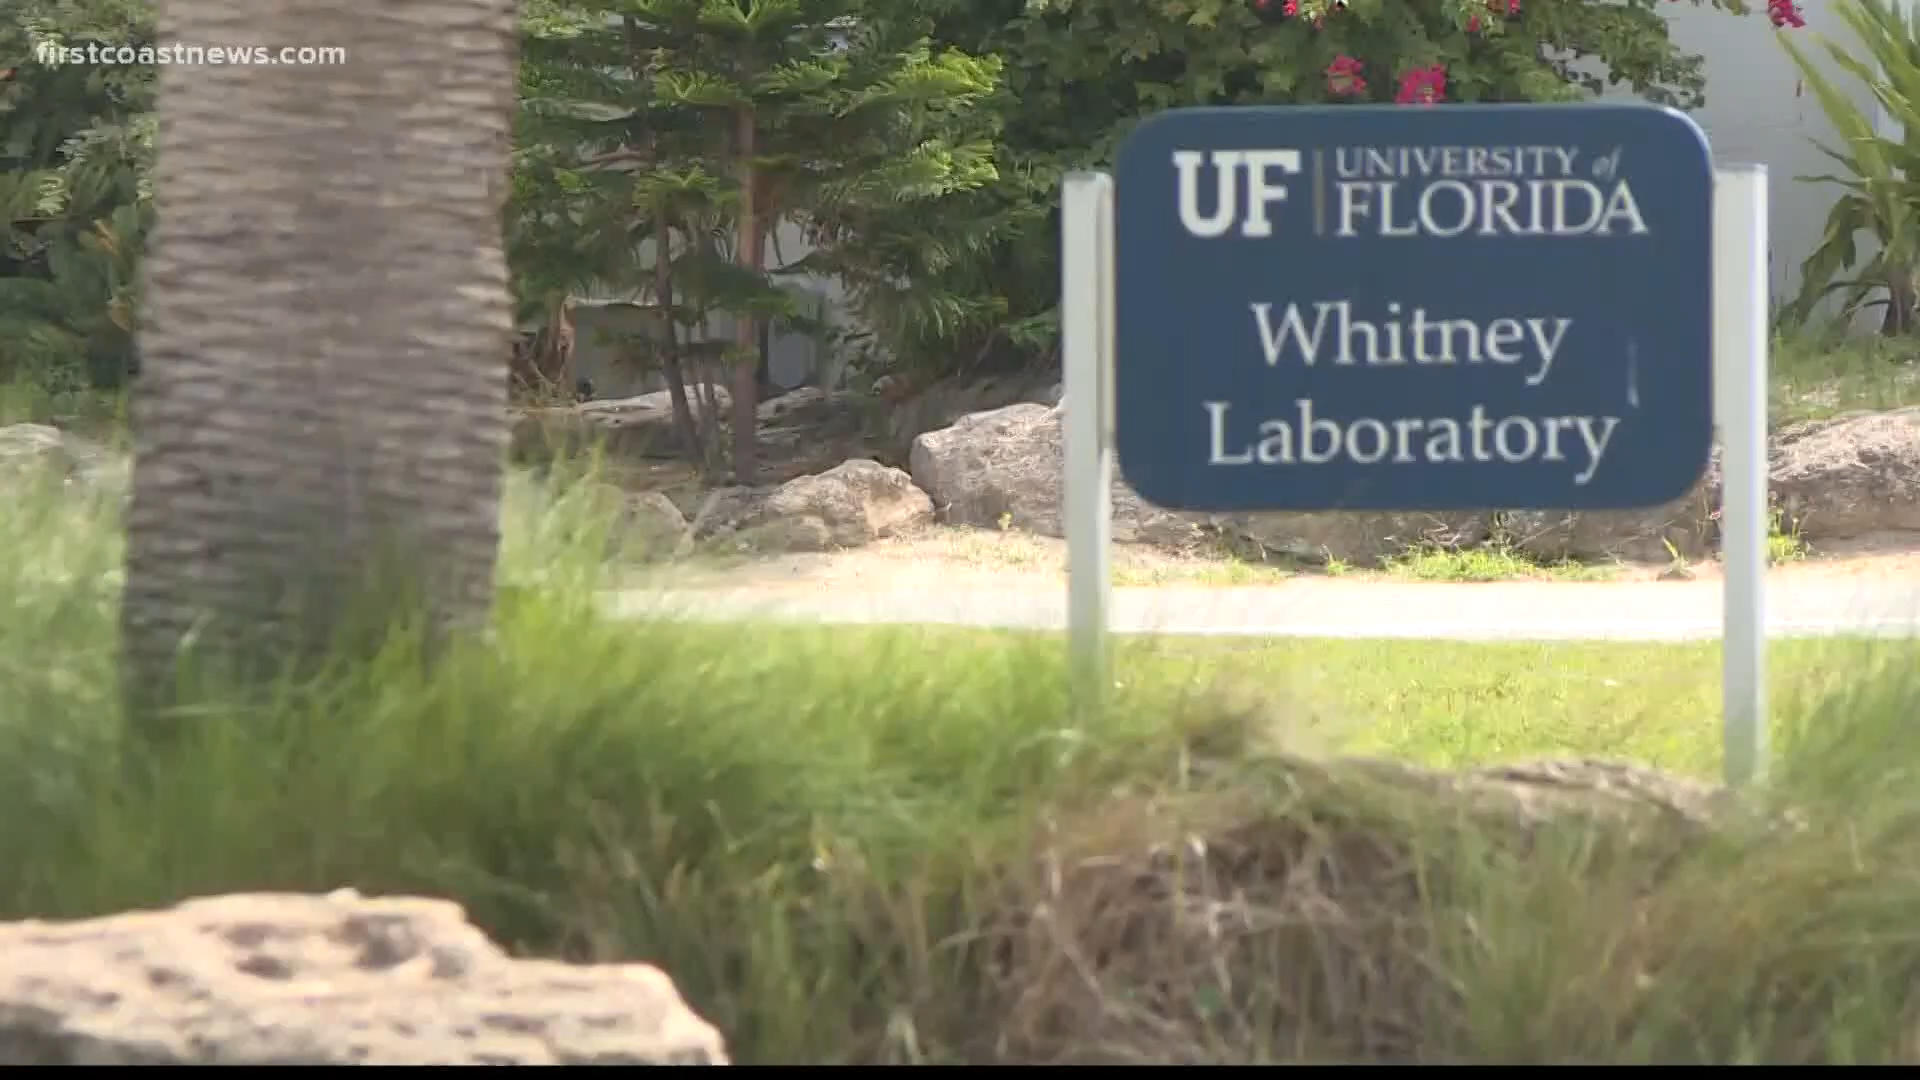 firstcoastnews.com
UF | UNIVERSITY of
FLORIDA
Whitney
Laboratory